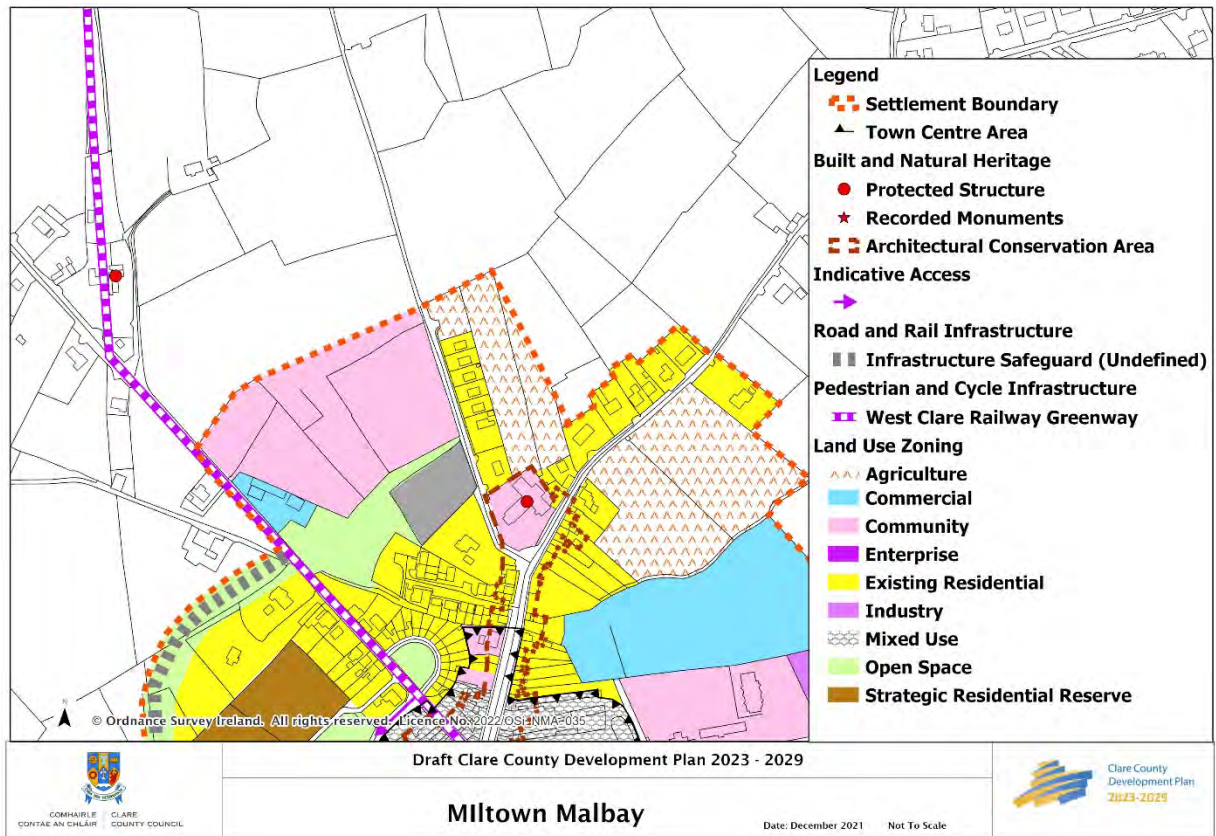 Legend
Settlement Boundary
Town Centre Area
Built and Natural Heritage
Protected Structure
Recorded Monuments
Architectural Conservation Area
Indicative Access
Road and Rail Infrastructure
Infrastructure Safeguard (Undefined)
Pedestrian and Cycle Infrastructure
West Clare Railway Greenway
Land Use Zoning
Agriculture
Commercial
Community
Enterprise
Existing Residential
Industry
Mixed Use
Open Space
Strategic Residential Reserve
N
© Ordnance Survey Ireland. All rights reserved. Licence No. 2022/OSi_NMA_035
COMHAIRLE CONTAE AN CHLÁIR
CLARE COUNTY COUNCIL
Draft Clare County Development Plan 2023 - 2029
MIltown Malbay
Date: December 2021 Not To Scale
Clare County
Development Plan
2023-2029